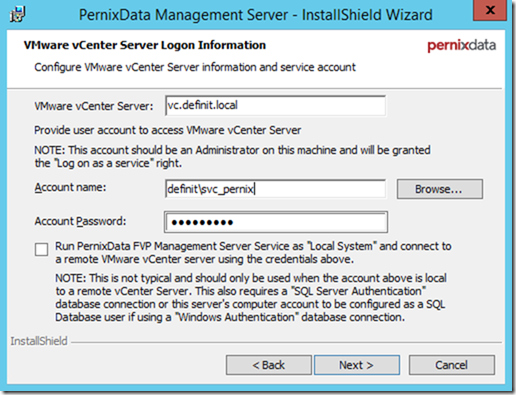 PernixData Management Server - InstallShield Wizard
VMware vCenter Server Logon Information
Configure VMware vCenter Server information and service account
pernixdata
VMware vCenter Server: vc.definit.local
Provide user account to access VMware vCenter Server
NOTE: This account should be an Administrator on this machine and will be granted
the "Log on as a service" right.
Account name: definit\svc_pernix Browse...
Account Password: •••••••••
Run PernixData FVP Management Server Service as "Local System" and connect to
a remote VMware vCenter server using the credentials above.
NOTE: This is not typical and should only be used when the account above is local
to a remote vCenter Server. This also requires a "SQL Server Authentication"
database connection or this server's computer account to be configured as a SQL
Database user if using a "Windows Authentication" database connection.
InstallShield
< Back Next > Cancel